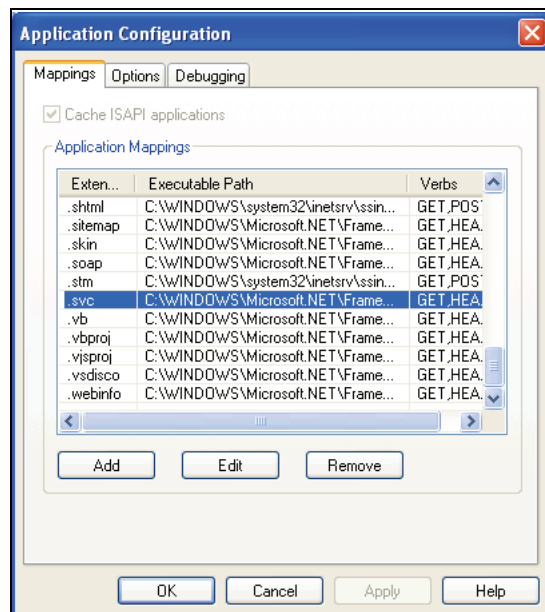 Application Configuration
Mappings Options Debugging
Cache ISAPI applications
Application Mappings
Exten... Executable Path Verbs
.shtml C:\WINDOWS\system32\inetsrv\ssin... GET,POS
.sitemap C:\WINDOWS\Microsoft.NET\Frame... GET,HEA.
.skin C:\WINDOWS\Microsoft.NET\Frame... GET,HEA.
.soap C:\WINDOWS\Microsoft.NET\Frame... GET,HEA.
.stm C:\WINDOWS\system32\inetsrv\ssin... GET,POS
.svc C:\WINDOWS\Microsoft.NET\Frame... GET,HEA.
.vb C:\WINDOWS\Microsoft.NET\Frame... GET,HEA.
.vbproj C:\WINDOWS\Microsoft.NET\Frame... GET,HEA.
.vjsproj C:\WINDOWS\Microsoft.NET\Frame... GET,HEA.
.vsdisco C:\WINDOWS\Microsoft.NET\Frame... GET,HEA.
.webinfo C:\WINDOWS\Microsoft.NET\Frame... GET,HEA.
Add Edit Remove
OK Cancel Apply Help